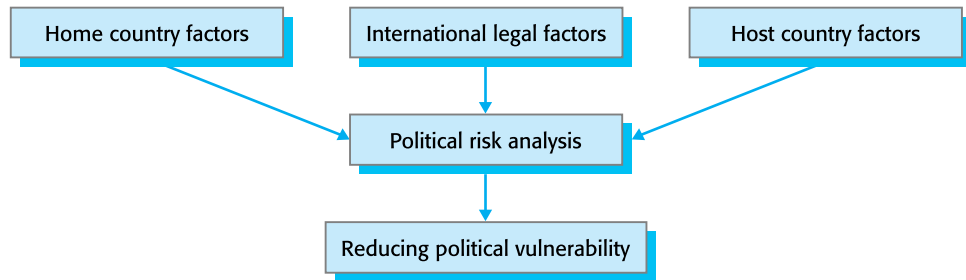 Home country factors
International legal factors
Host country factors
Political risk analysis
Reducing political vulnerability